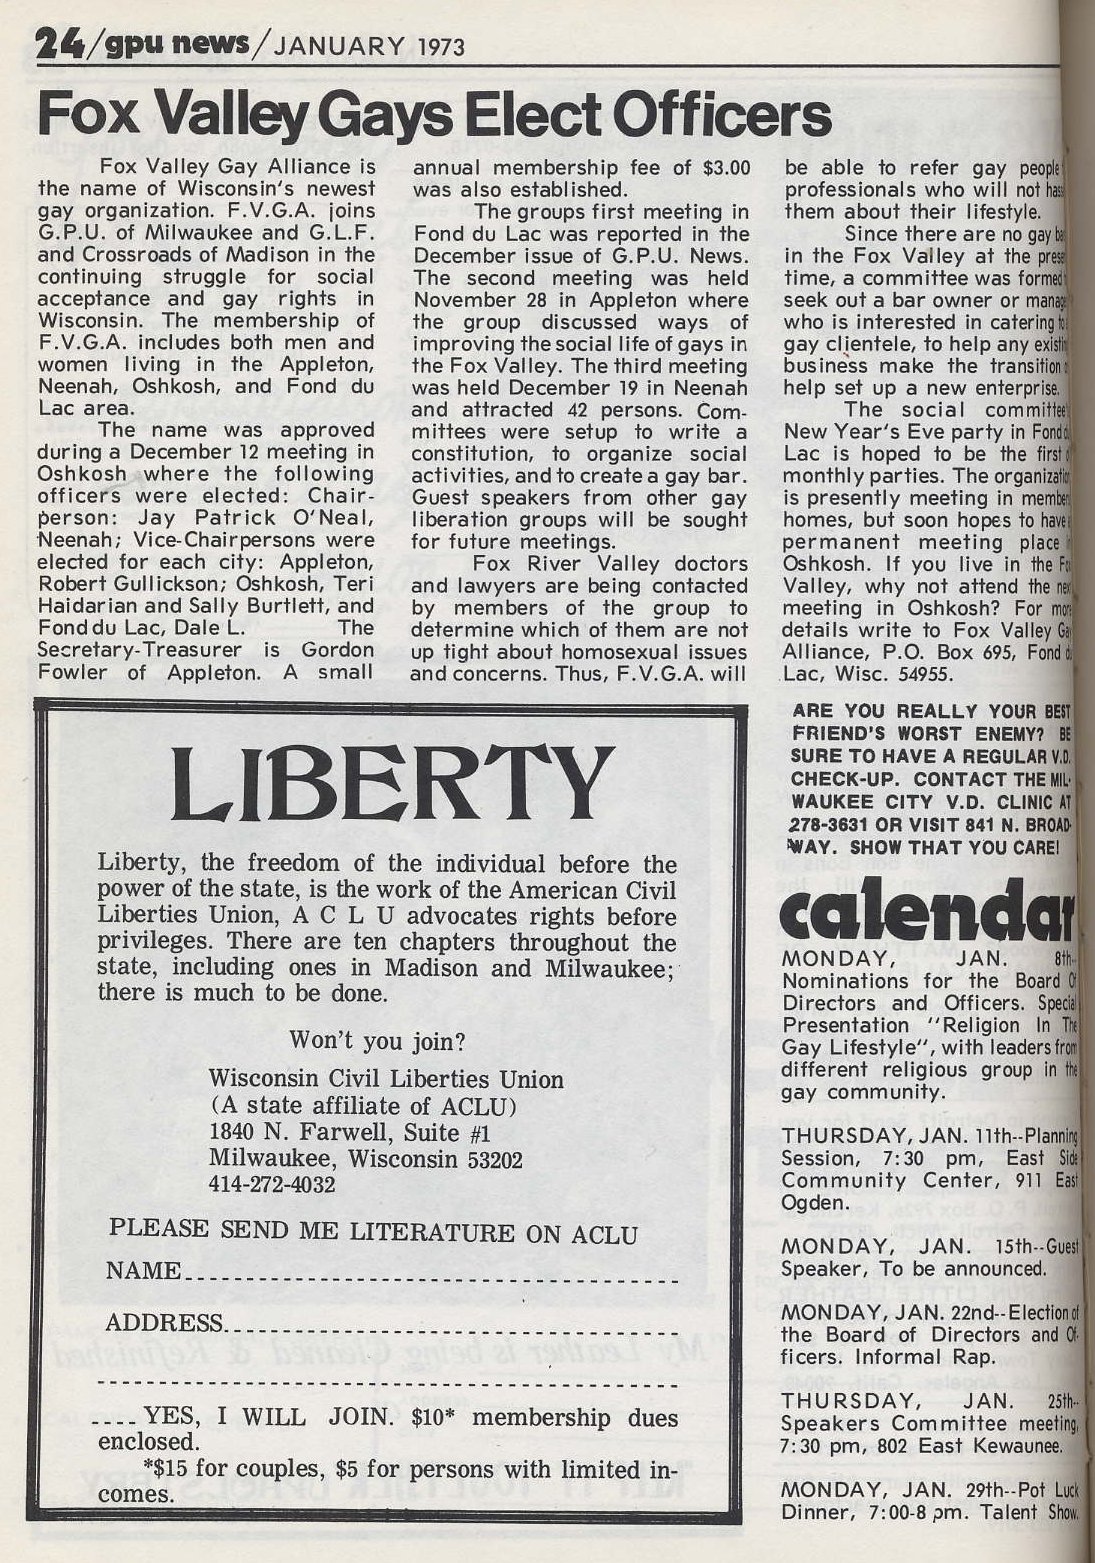 24/gpu news/JANUARY 1973
Fox Valley Gays Elect Officers
Fox Valley Gay Alliance is
the name of Wisconsin's newest
gay organization. F.V.G.A. joins
G.P.U. of Milwaukee and G.L.F.
and Crossroads of Madison in the
continuing struggle for social
acceptance and gay rights in
Wisconsin. The membership of
F.V.G.A. includes both men and
women living in the Appleton,
Neenah, Oshkosh, and Fond du
Lac area.
The name was approved
during a December 12 meeting in
Oshkosh where the following
officers were elected: Chair-
person: Jay Patrick O'Neal,
Neenah; Vice-Chairpersons were
elected for each city: Appleton,
Robert Gullickson; Oshkosh, Teri
Haidarian and Sally Burtlett, and
Fond du Lac, Dale L. The
Secretary-Treasurer is Gordon
Fowler of Appleton. A small
annual membership fee of $3.00
was also established.
The groups first meeting in
Fond du Lac was reported in the
December issue of G.P.U. News.
The second meeting was held
November 28 in Appleton where
the group discussed ways of
improving the social life of gays in
the Fox Valley. The third meeting
was held December 19 in Neenah
and attracted 42 persons. Com-
mittees were setup to write a
constitution, to organize social
activities, and to create a gay bar.
Guest speakers from other gay
liberation groups will be sought
for future meetings.
Fox River Valley doctors
and lawyers are being contacted
by members of the group to
determine which of them are not
up tight about homosexual issues
and concerns. Thus, F.V.G.A. will
be able to refer gay people
professionals who will not
them about their lifestyle.
Since there are no gay
in the Fox Valley at the
time, a committee was formed
seek out a bar owner or
who is interested in catering
gay clientele, to help any
business make the transition
help set up a new enterprise.
The social
New Year's Eve party in Fond
Lac is hoped to be the first
monthly parties. The
is presently meeting in
homes, but soon hopes to have
permanent meeting place
Oshkosh. If you live in the
Valley, why not attend the
meeting in Oshkosh? For
details write to Fox Valley
Alliance, P.O. Box 695, Fond
Lac, Wisc. 54955.
ARE YOU REALLY YOUR BEST
FRIEND'S WORST ENEMY? BE
SURE TO HAVE A REGULAR V.D.
CHECK-UP. CONTACT THE MIL-
WAUKEE CITY V.D. CLINIC AT
278-3631 OR VISIT 841 N. BROAD-
WAY. SHOW THAT YOU CARE!
calendar
MONDAY, JAN. 8th--
Nominations for the Board Of
Directors and Officers. Special
Presentation "Religion In The
Gay Lifestyle", with leaders from
different religious group in the
gay community.
THURSDAY, JAN. 11th--Planning
Session, 7:30 pm, East Side
Community Center, 911 East
Ogden.
MONDAY, JAN. 15th--Guest
Speaker, To be announced.
MONDAY, JAN. 22nd--Election of
the Board of Directors and Of-
ficers. Informal Rap.
THURSDAY, JAN. 25th--
Speakers Committee meeting,
7:30 pm, 802 East Kewaunee.
MONDAY, JAN. 29th--Pot Luck
Dinner, 7:00-8 pm. Talent Show.
LIBERTY
Liberty, the freedom of the individual before the
power of the state, is the work of the American Civil
Liberties Union, A C L U advocates rights before
privileges. There are ten chapters throughout the
state, including ones in Madison and Milwaukee;
there is much to be done.
Won't you join?
Wisconsin Civil Liberties Union
(A state affiliate of ACLU)
1840 N. Farwell, Suite #1
Milwaukee, Wisconsin 53202
414-272-4032
PLEASE SEND ME LITERATURE ON ACLU
NAME
ADDRESS
YES, I WILL JOIN. $10* membership dues
enclosed.
*$15 for couples, $5 for persons with limited in-
comes.